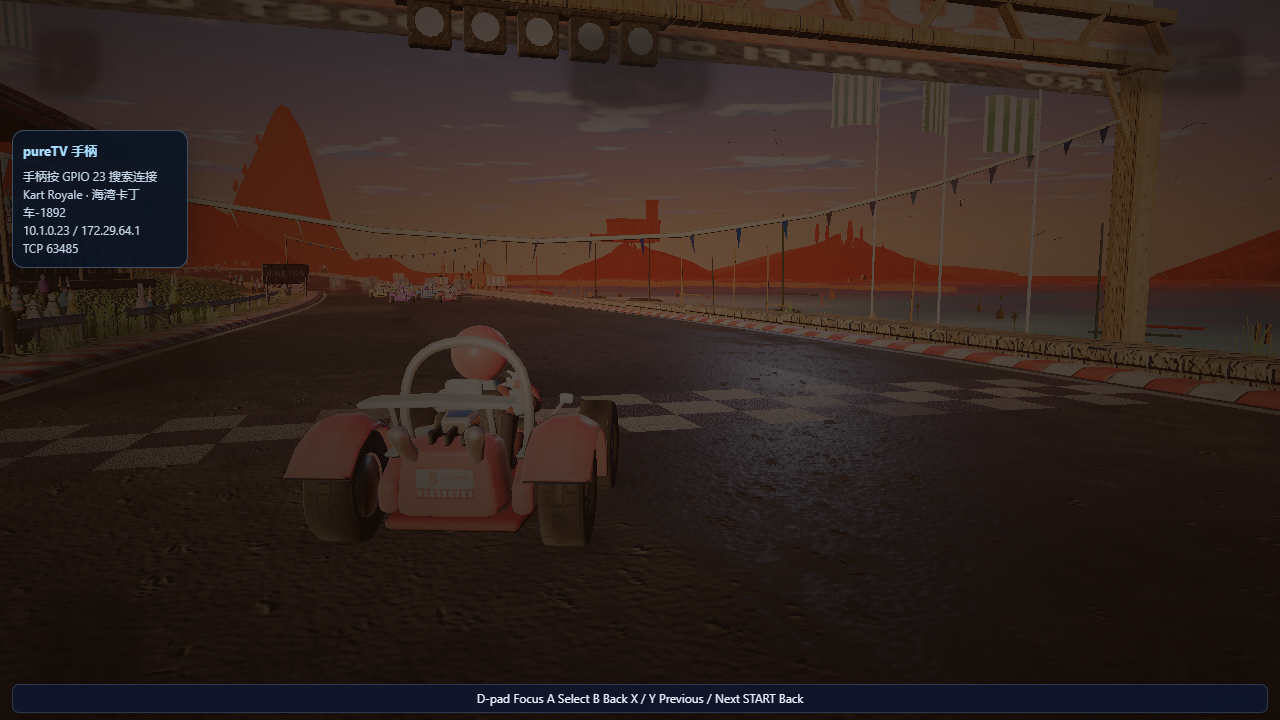 pureTV 手柄
手柄按 GPIO 23 搜索连接
Kart Royale · 海湾卡丁
车-1892
10.1.0.23 / 172.29.64.1
TCP 63485
D-pad Focus A Select B Back X / Y Previous / Next START Back